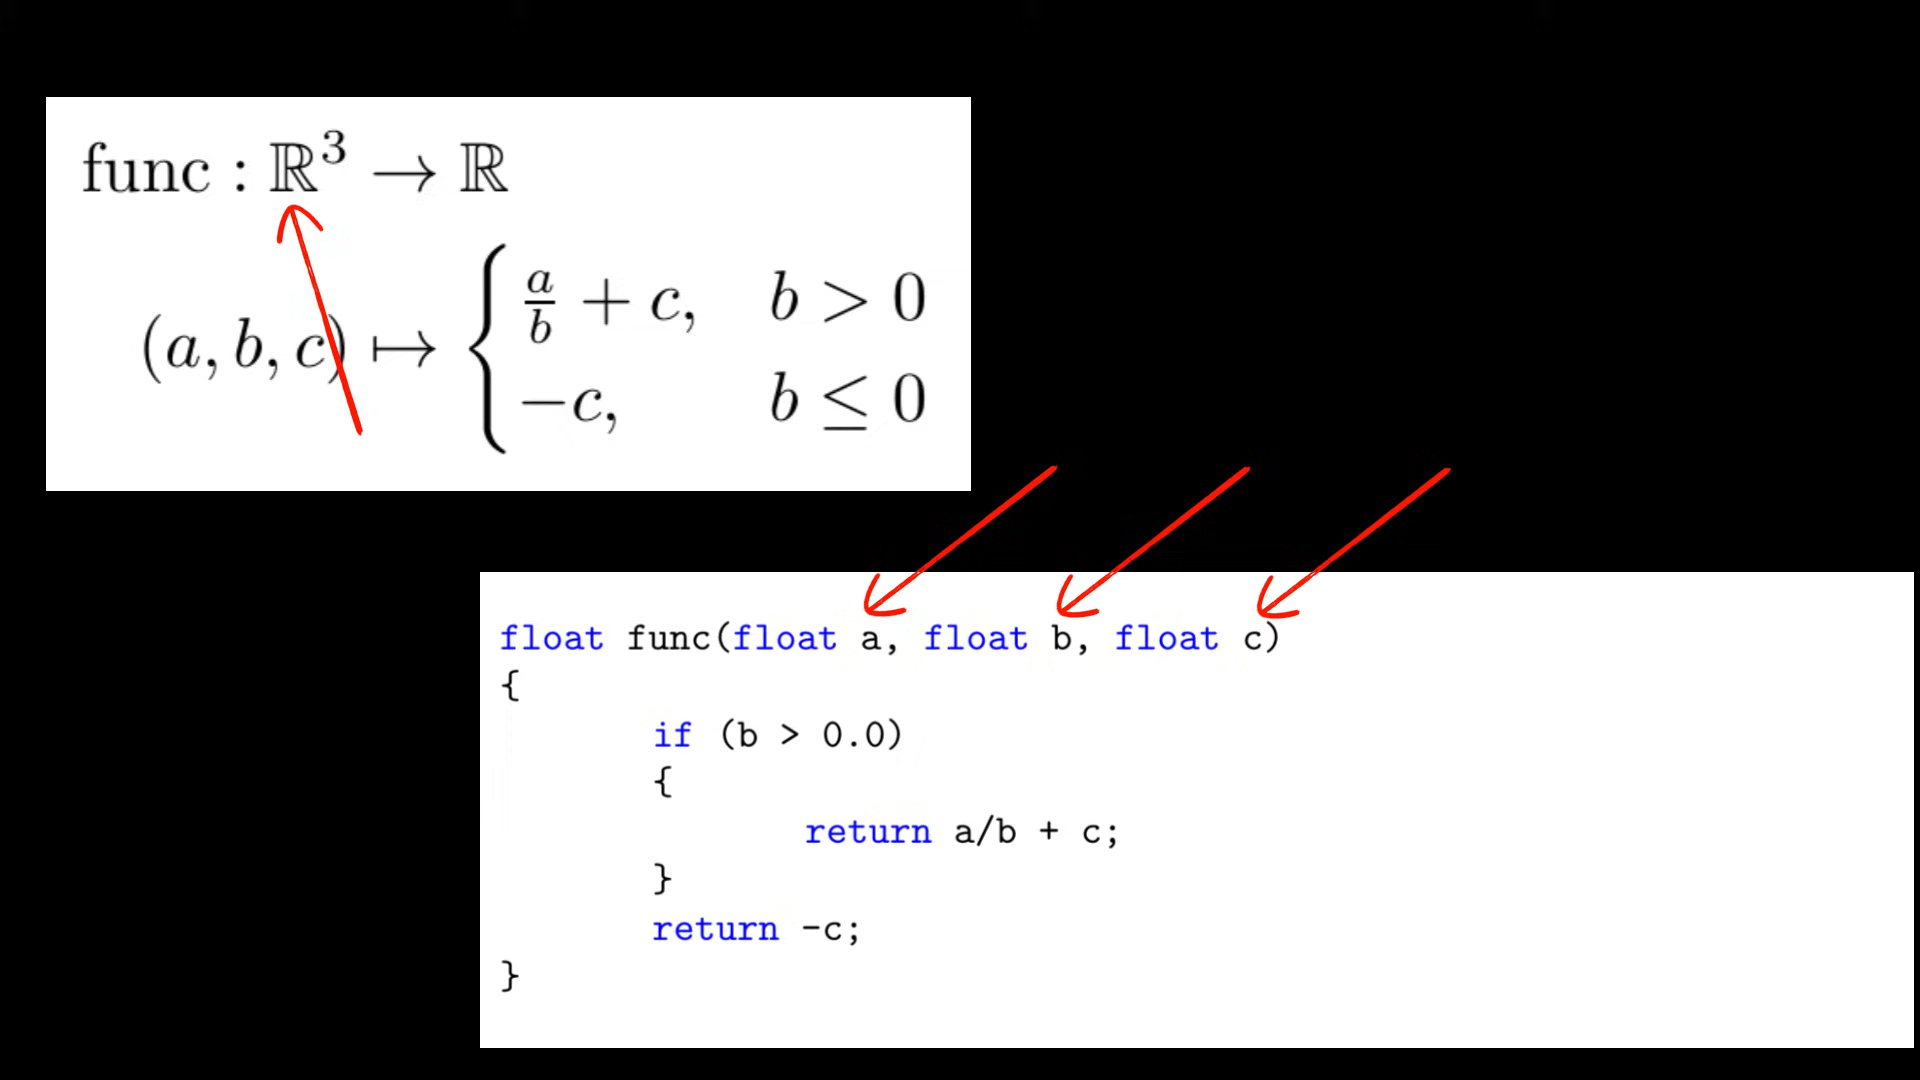 func : ℝ³ → ℝ
(a, b, c) ↦ { a/b + c, b > 0
−c, b ≤ 0
float func(float a, float b, float c)
{
if (b > 0.0)
{
return a/b + c;
}
return -c;
}